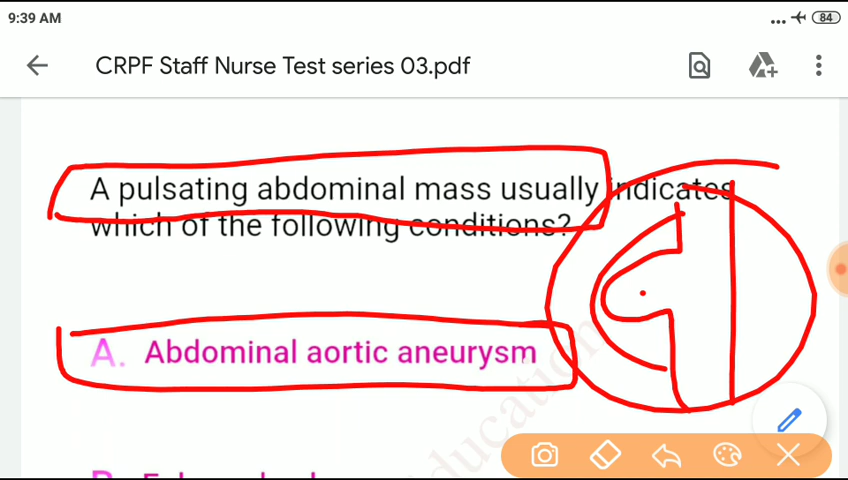 9:39 AM
84
CRPF Staff Nurse Test series 03.pdf
A pulsating abdominal mass usually indicates
which of the following conditions?
A. Abdominal aortic aneurysm